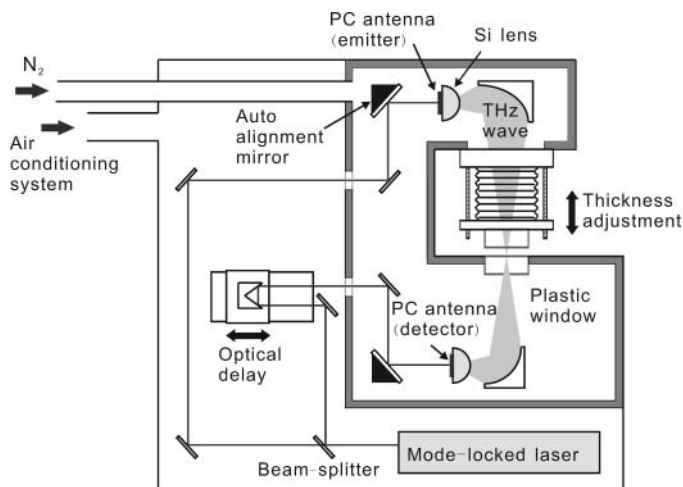 PC antenna
(emitter)
Si lens
N₂
THz
wave
Auto
alignment
mirror
Air
conditioning
system
Thickness
adjustment
Plastic
window
PC antenna
(detector)
Optical
delay
Beam-splitter
Mode-locked laser